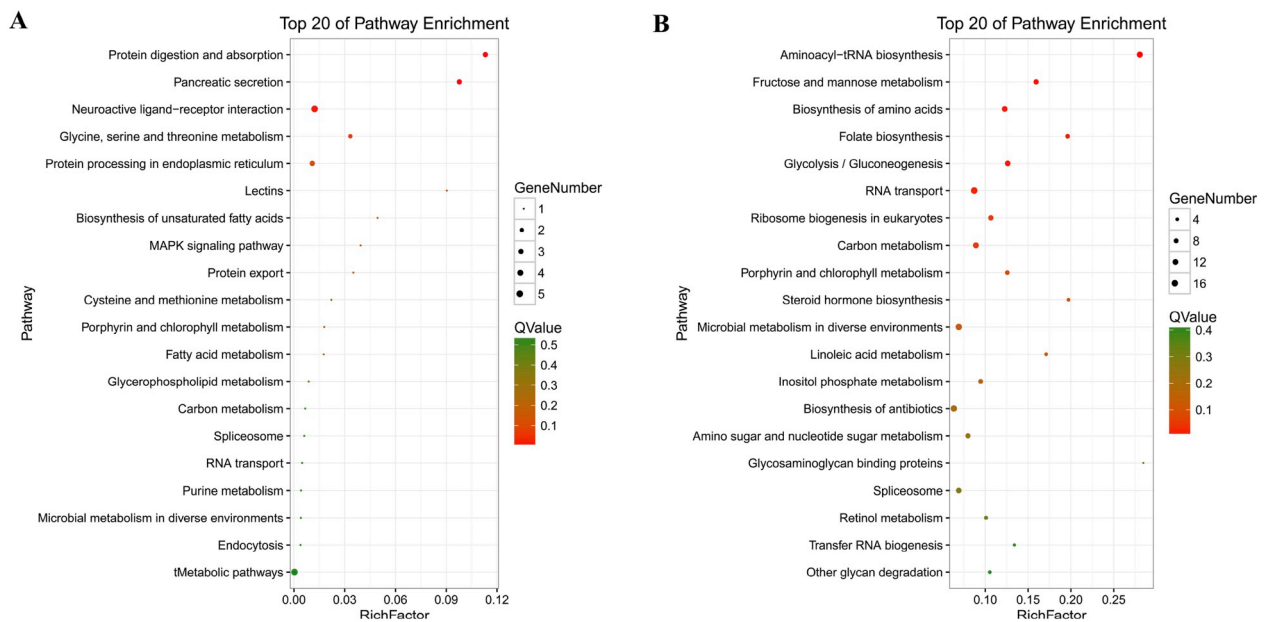 A
Top 20 of Pathway Enrichment
Protein digestion and absorption
Pancreatic secretion
Neuroactive ligand−receptor interaction
Glycine, serine and threonine metabolism
Protein processing in endoplasmic reticulum
Lectins
Biosynthesis of unsaturated fatty acids
MAPK signaling pathway
Protein export
Cysteine and methionine metabolism
Porphyrin and chlorophyll metabolism
Fatty acid metabolism
Glycerophospholipid metabolism
Carbon metabolism
Spliceosome
RNA transport
Purine metabolism
Microbial metabolism in diverse environments
Endocytosis
tMetabolic pathways
Pathway
0.00 0.03 0.06 0.09 0.12
RichFactor
GeneNumber
1
2
3
4
5
QValue
0.5
0.4
0.3
0.2
0.1
B
Top 20 of Pathway Enrichment
Aminoacyl−tRNA biosynthesis
Fructose and mannose metabolism
Biosynthesis of amino acids
Folate biosynthesis
Glycolysis / Gluconeogenesis
RNA transport
Ribosome biogenesis in eukaryotes
Carbon metabolism
Porphyrin and chlorophyll metabolism
Steroid hormone biosynthesis
Microbial metabolism in diverse environments
Linoleic acid metabolism
Inositol phosphate metabolism
Biosynthesis of antibiotics
Amino sugar and nucleotide sugar metabolism
Glycosaminoglycan binding proteins
Spliceosome
Retinol metabolism
Transfer RNA biogenesis
Other glycan degradation
Pathway
0.10 0.15 0.20 0.25
RichFactor
GeneNumber
4
8
12
16
QValue
0.4
0.3
0.2
0.1